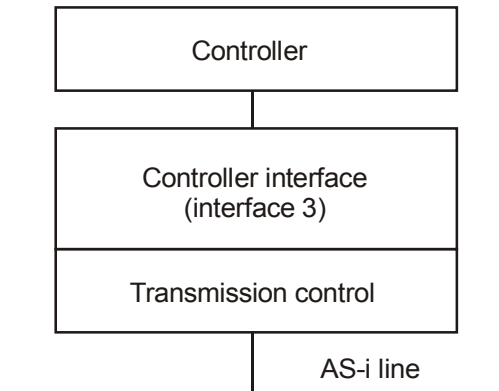 Controller
Controller interface
(interface 3)
Transmission control
AS-i line